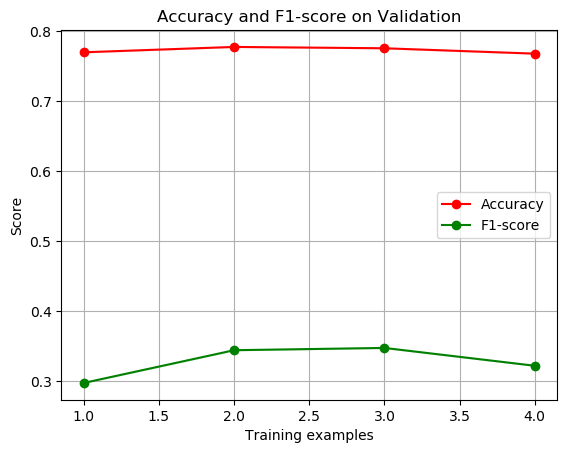 Accuracy and F1-score on Validation
0.8
0.7
0.6
0.5
0.4
0.3
Score
Accuracy
F1-score
1.0 1.5 2.0 2.5 3.0 3.5 4.0
Training examples